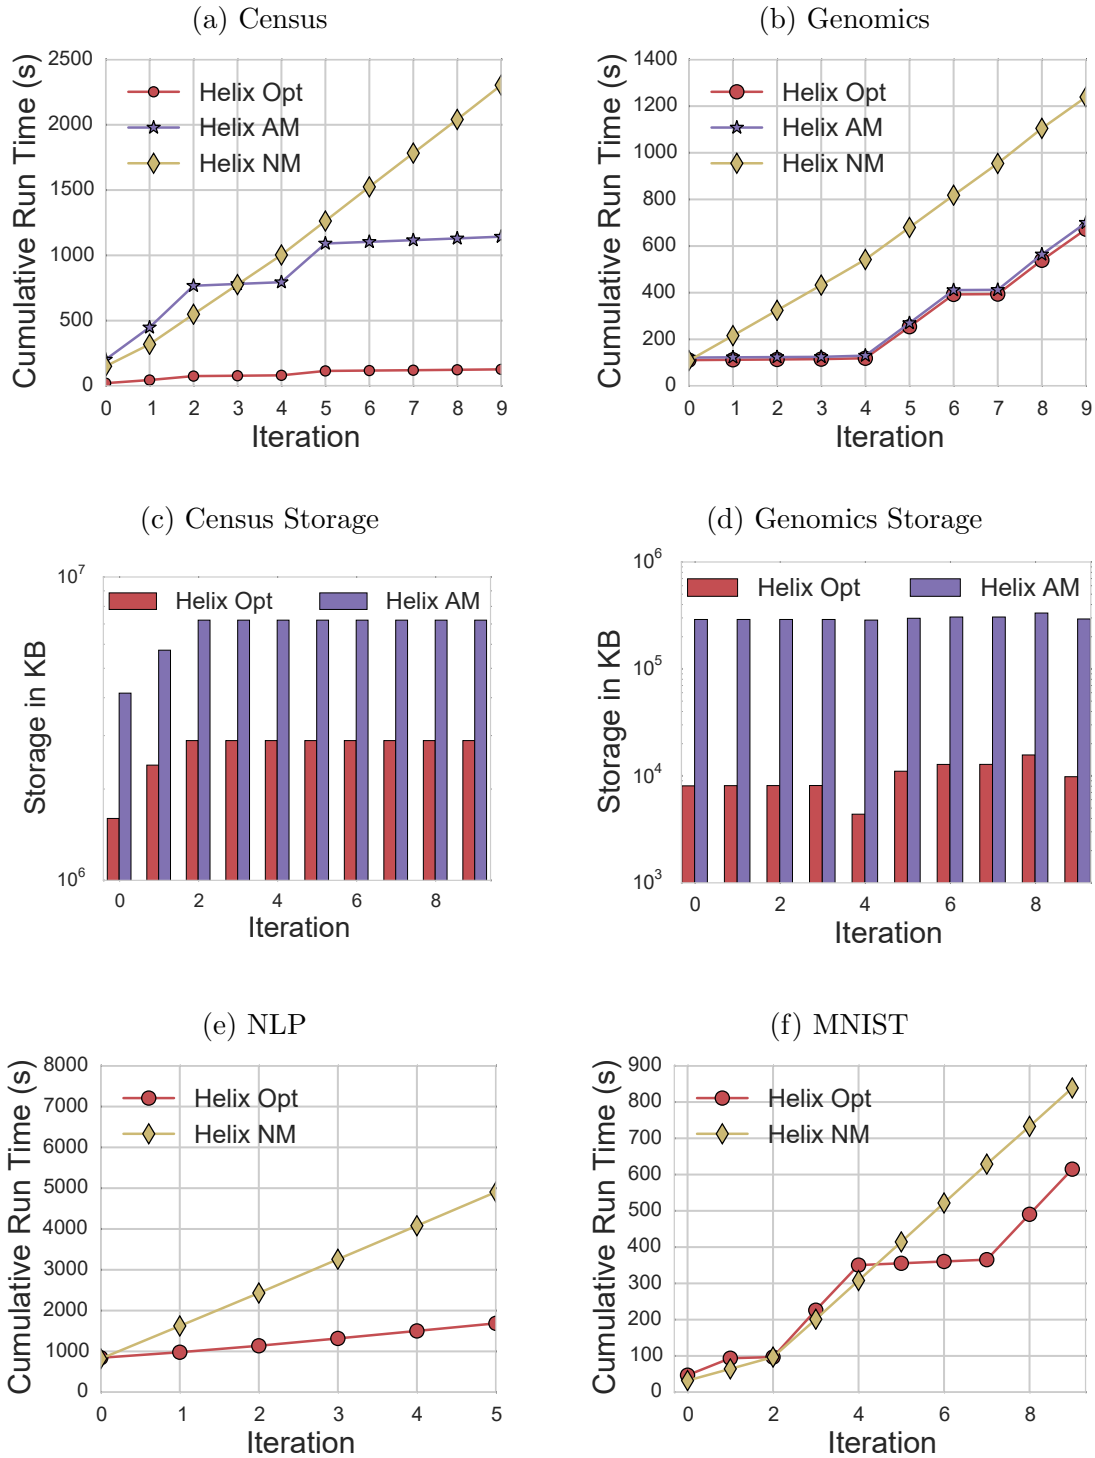 (a) Census
Cumulative Run Time (s)
2500
2000
1500
1000
500
0
Helix Opt
Helix AM
Helix NM
0 1 2 3 4 5 6 7 8 9
Iteration
(b) Genomics
Cumulative Run Time (s)
1400
1200
1000
800
600
400
200
0
Helix Opt
Helix AM
Helix NM
0 1 2 3 4 5 6 7 8 9
Iteration
(c) Census Storage
Storage in KB
10^7
10^6
Helix Opt Helix AM
0 2 4 6 8
Iteration
(d) Genomics Storage
Storage in KB
10^6
10^5
10^4
10^3
Helix Opt Helix AM
0 2 4 6 8
Iteration
(e) NLP
Cumulative Run Time (s)
8000
7000
6000
5000
4000
3000
2000
1000
0
Helix Opt
Helix NM
0 1 2 3 4 5
Iteration
(f) MNIST
Cumulative Run Time (s)
900
800
700
600
500
400
300
200
100
0
Helix Opt
Helix NM
0 2 4 6 8
Iteration